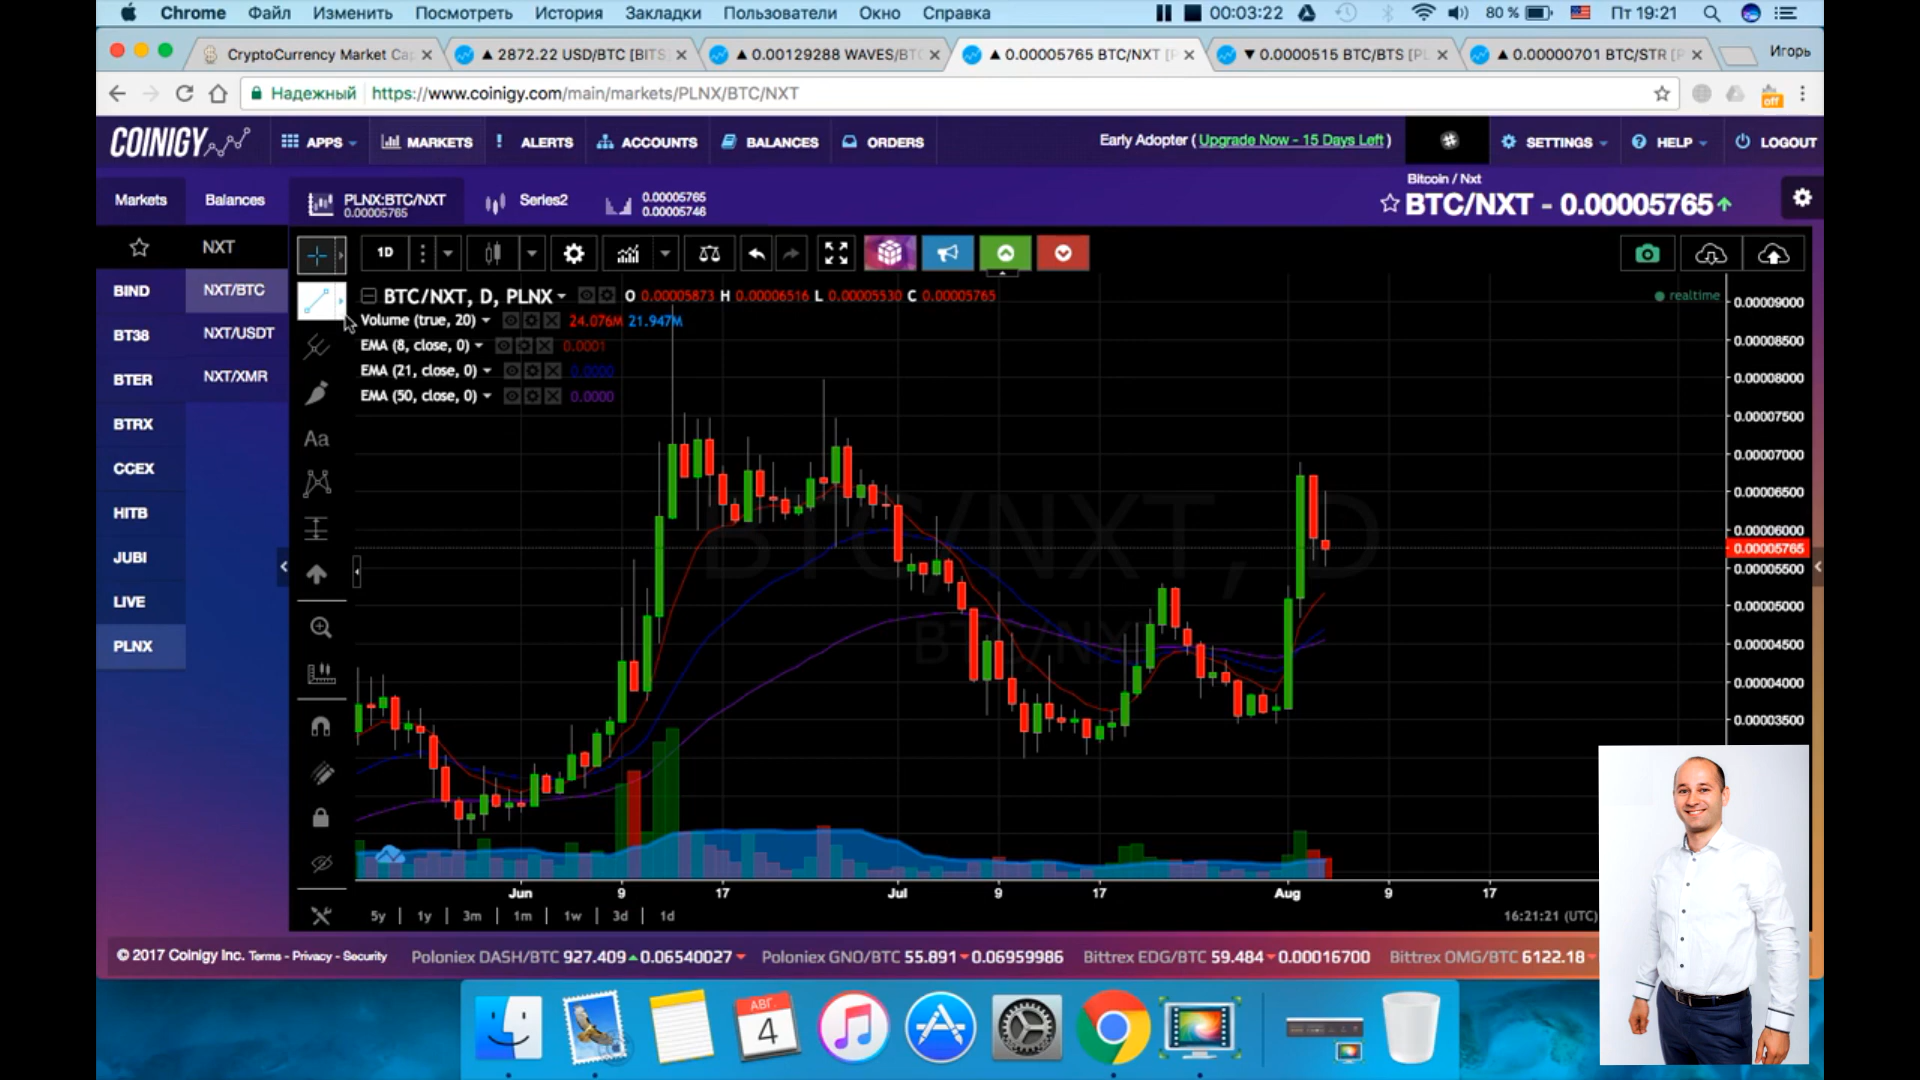 Chrome Файл Изменить Посмотреть История Закладки Пользователи Окно Справка 00:03:22 80 % Пт 19:21
CryptoCurrency Market Ca ▲ 2872.22 USD/BTC [BITS ▲ 0.00129288 WAVES/BTC ▲ 0.00005765 BTC/NXT [P ▼ 0.0000515 BTC/BTS [PL ▲ 0.00000701 BTC/STR [P Игорь
Надежный https://www.coinigy.com/main/markets/PLNX/BTC/NXT off
COINIGY APPS MARKETS ! ALERTS ACCOUNTS BALANCES ORDERS Early Adopter ( Upgrade Now - 15 Days Left ) SETTINGS ? HELP LOGOUT
Bitcoin / Nxt
Markets Balances PLNX:BTC/NXT Series2 0.00005765 BTC/NXT - 0.00005765
0.00005765 0.00005746
NXT 1D
BIND NXT/BTC
BT38 NXT/USDT
BTER NXT/XMR
BTRX
CCEX
HITB
JUBI
LIVE
PLNX
Aa
BTC/NXT, D, PLNX O 0.00005873 H 0.00006516 L 0.00005530 C 0.00005765 realtime
Volume (true, 20) 24.076M 21.947M
EMA (8, close, 0) 0.0001
EMA (21, close, 0) 0.0000
EMA (50, close, 0) 0.0000
BTC/NXT, D
BTC/NXT
0.00009000
0.00008500
0.00008000
0.00007500
0.00007000
0.00006500
0.00006000
0.00005765
0.00005500
0.00005000
0.00004500
0.00004000
0.00003500
Jun 9 17 Jul 9 17 Aug 9 17
5y 1y 3m 1m 1w 3d 1d 16:21:21 (UTC)
© 2017 Coinigy Inc. Terms - Privacy - Security Poloniex DASH/BTC 927.409 0.06540027 Poloniex GNO/BTC 55.891 0.06959986 Bittrex EDG/BTC 59.484 0.00016700 Bittrex OMG/BTC 6122.18
АВГ.
4